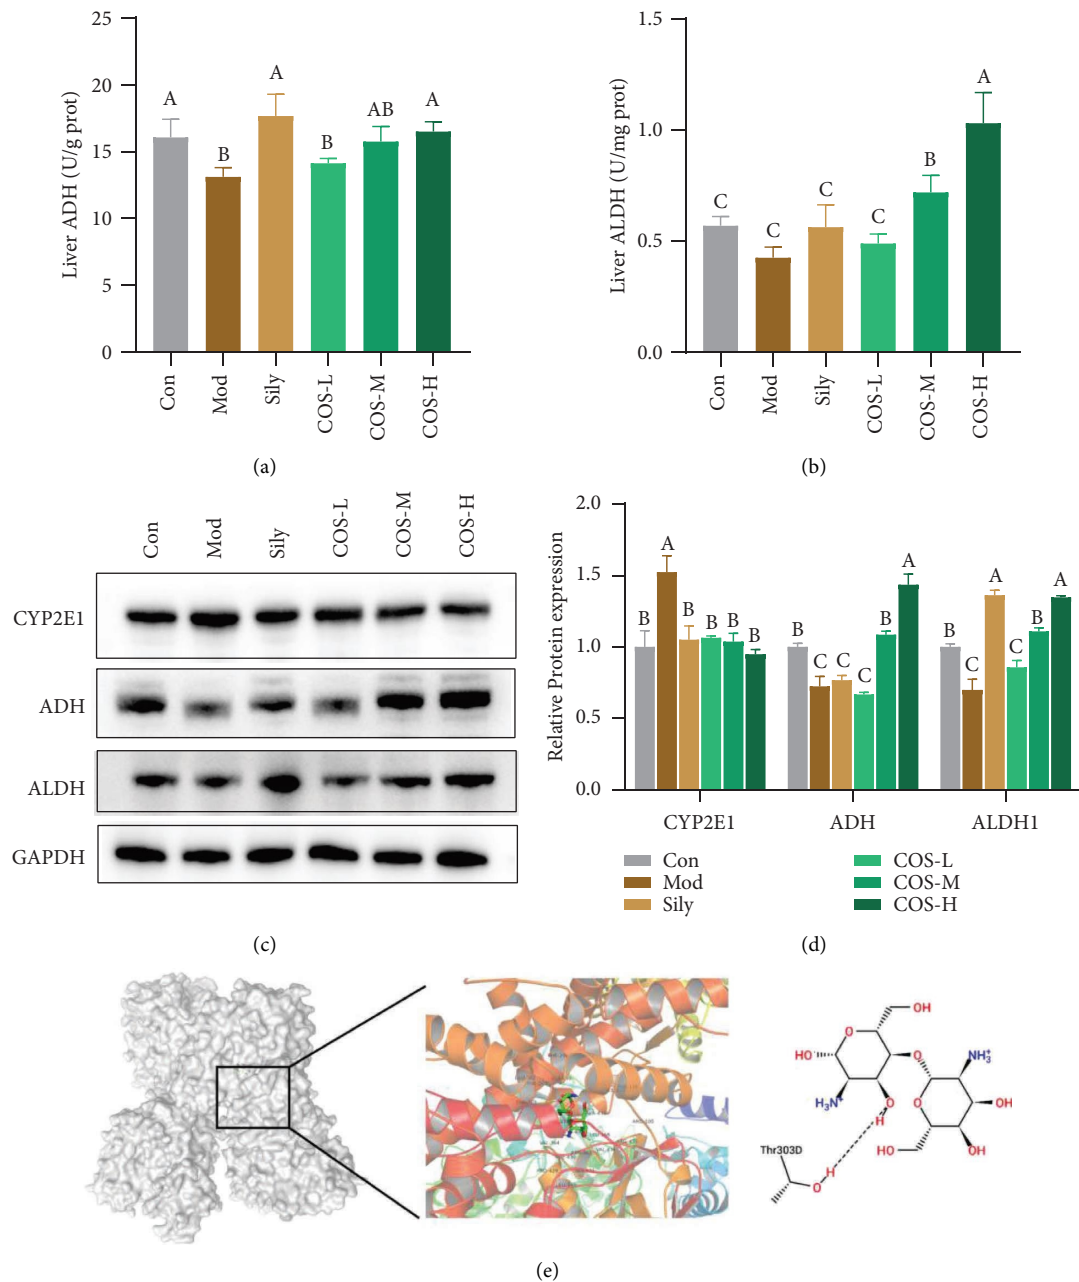 Liver ADH (U/g prot)
25
20
15
10
5
0
A
B
A
B
AB
A
Con
Mod
Sily
COS-L
COS-M
COS-H
(a)
Liver ALDH (U/mg prot)
1.5
1.0
0.5
0.0
C
C
C
C
B
A
Con
Mod
Sily
COS-L
COS-M
COS-H
(b)
Con
Mod
Sily
COS-L
COS-M
COS-H
CYP2E1
ADH
ALDH
GAPDH
(c)
Relative Protein expression
2.0
1.5
1.0
0.5
0.0
B
A
B
B
B
B
B
C
C
C
B
A
B
C
A
C
B
A
CYP2E1
ADH
ALDH1
Con
Mod
Sily
COS-L
COS-M
COS-H
(d)
OH
O
HO
O
NH3+
H3N+
O
H
O
OH
HO
OH
Thr303D
H
O
(e)